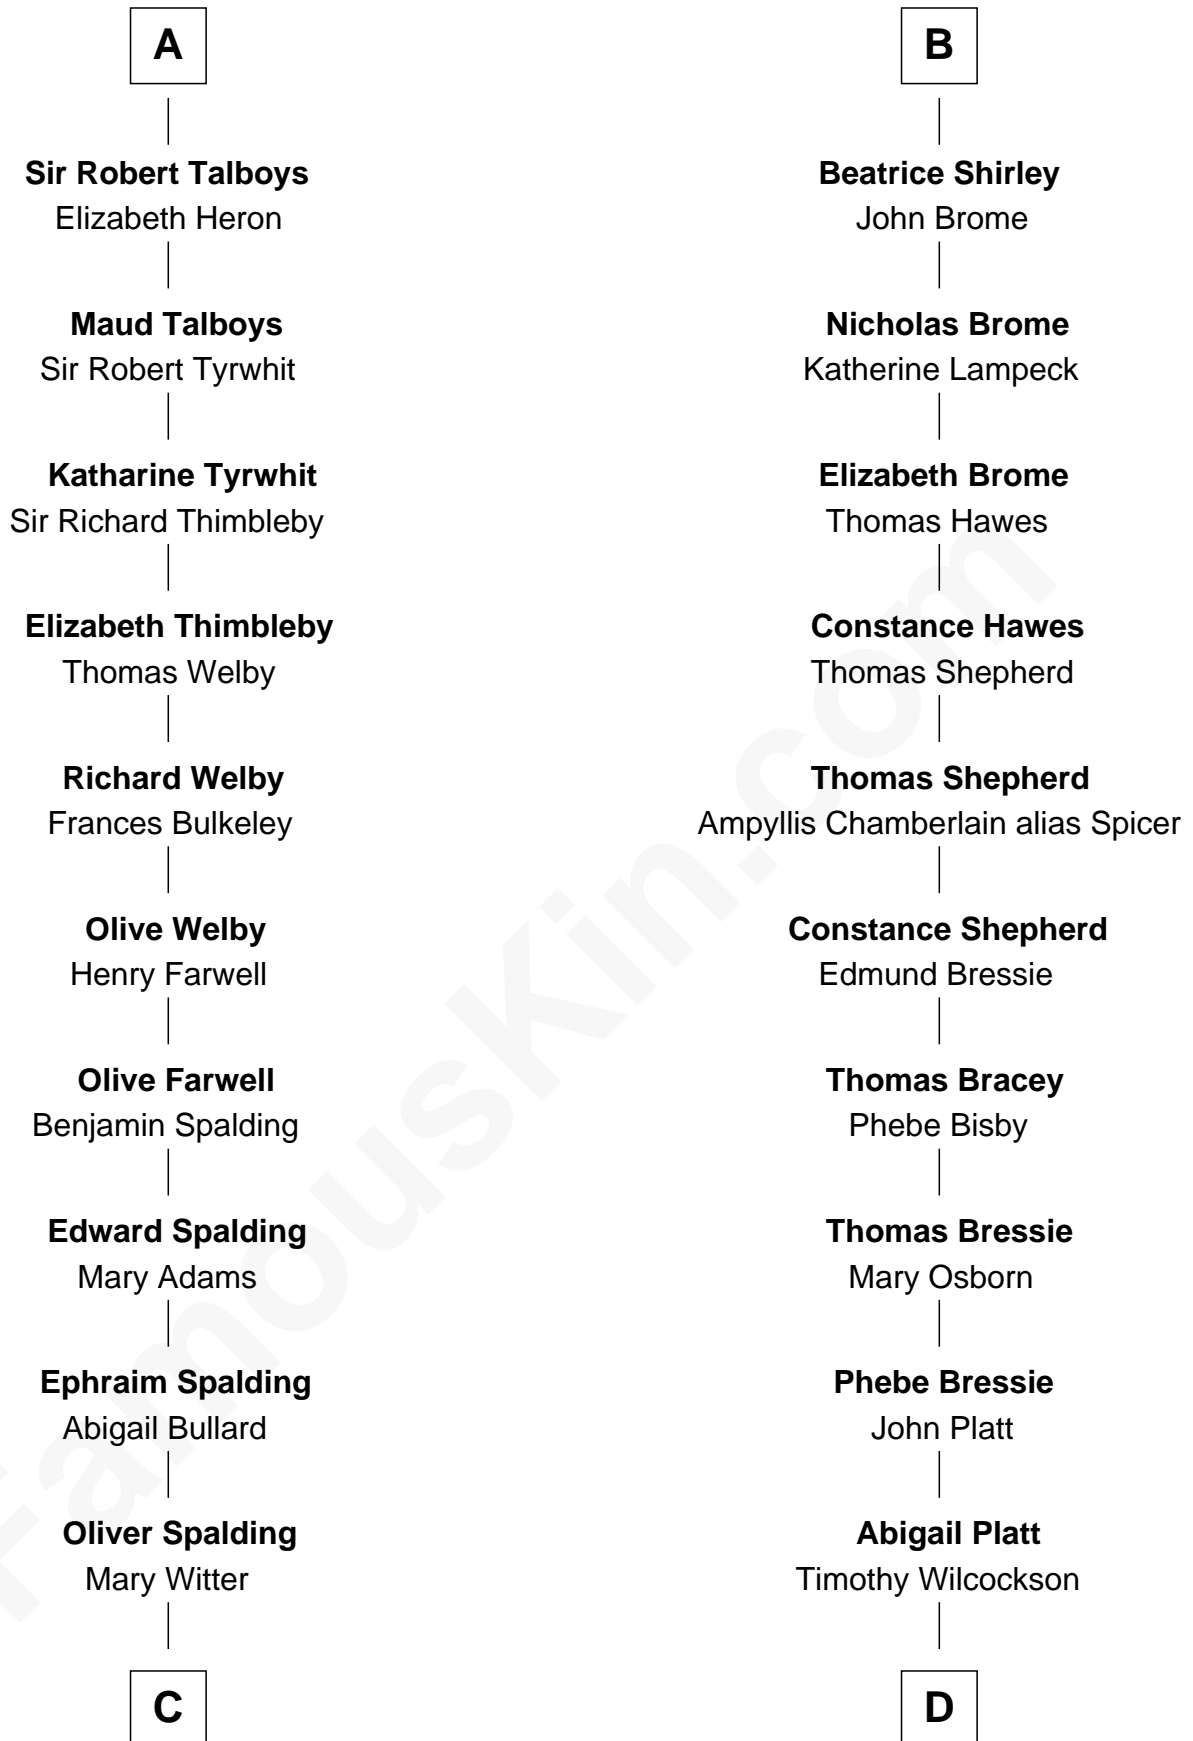 A
Sir Robert Talboys
Elizabeth Heron
Maud Talboys
Sir Robert Tyrwhit
Katharine Tyrwhit
Sir Richard Thimbleby
Elizabeth Thimbleby
Thomas Welby
Richard Welby
Frances Bulkeley
Olive Welby
Henry Farwell
Olive Farwell
Benjamin Spalding
Edward Spalding
Mary Adams
Ephraim Spalding
Abigail Bullard
Oliver Spalding
Mary Witter
C
B
Beatrice Shirley
John Brome
Nicholas Brome
Katherine Lampeck
Elizabeth Brome
Thomas Hawes
Constance Hawes
Thomas Shepherd
Thomas Shepherd
Ampyllis Chamberlain alias Spicer
Constance Shepherd
Edmund Bressie
Thomas Bracey
Phebe Bisby
Thomas Bressie
Mary Osborn
Phebe Bressie
John Platt
Abigail Platt
Timothy Wilcockson
D
FamousKin.com